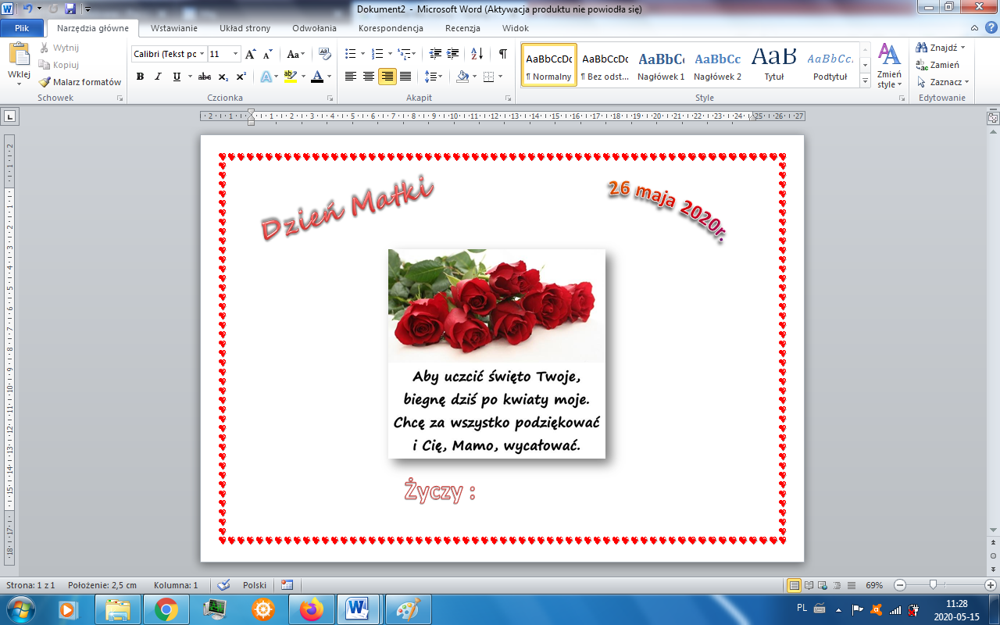 Dokument2 - Microsoft Word (Aktywacja produktu nie powiodła się)
Plik Narzędzia główne Wstawianie Układ strony Odwołania Korespondencja Recenzja Widok
Wklej
Wytnij
Kopiuj
Malarz formatów
Schowek
Calibri (Tekst pc 11
Czcionka
Akapit
AaBbCcDc AaBbCcDc AaBbC AaBbCc AaB AaBbCc.
¶ Normalny ¶ Bez odst... Nagłówek 1 Nagłówek 2 Tytuł Podtytuł
Zmień
style
Style
Znajdź
Zamień
Zaznacz
Edytowanie
Dzień Matki
26 maja 2020r.
Aby uczcić święto Twoje,
biegnę dziś po kwiaty moje.
Chcę za wszystko podziękować
i Cię, Mamo, wycałować.
Życzy :
Strona: 1 z 1 Położenie: 2,5 cm Kolumna: 1 Polski 69%
PL 11:28
2020-05-15